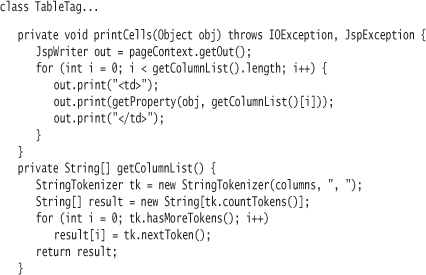 class TableTag...
private void printCells(Object obj) throws IOException, JspException {
JspWriter out = pageContext.getOut();
for (int i = 0; i < getColumnList().length; i++) {
out.print("<td>");
out.print(getProperty(obj, getColumnList()[i]));
out.print("</td>");
}
}
private String[] getColumnList() {
StringTokenizer tk = new StringTokenizer(columns, ", ");
String[] result = new String[tk.countTokens()];
for (int i = 0; tk.hasMoreTokens(); i++)
result[i] = tk.nextToken();
return result;
}